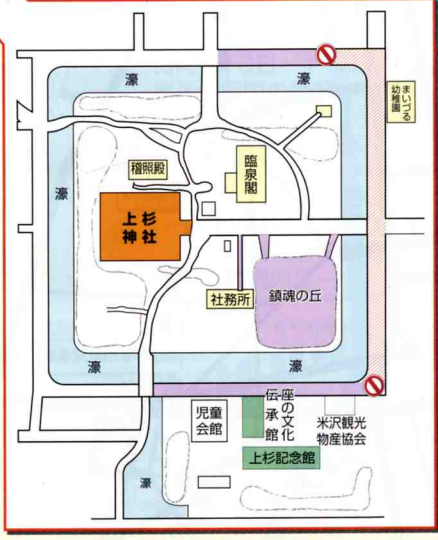 濠
濠
まいづる
幼稚園
稽照殿
臨泉閣
濠
上杉
神社
社務所
鎮魂の丘
濠
濠
児童
会館
座の文化
伝承館
米沢観光
物産協会
上杉記念館
濠